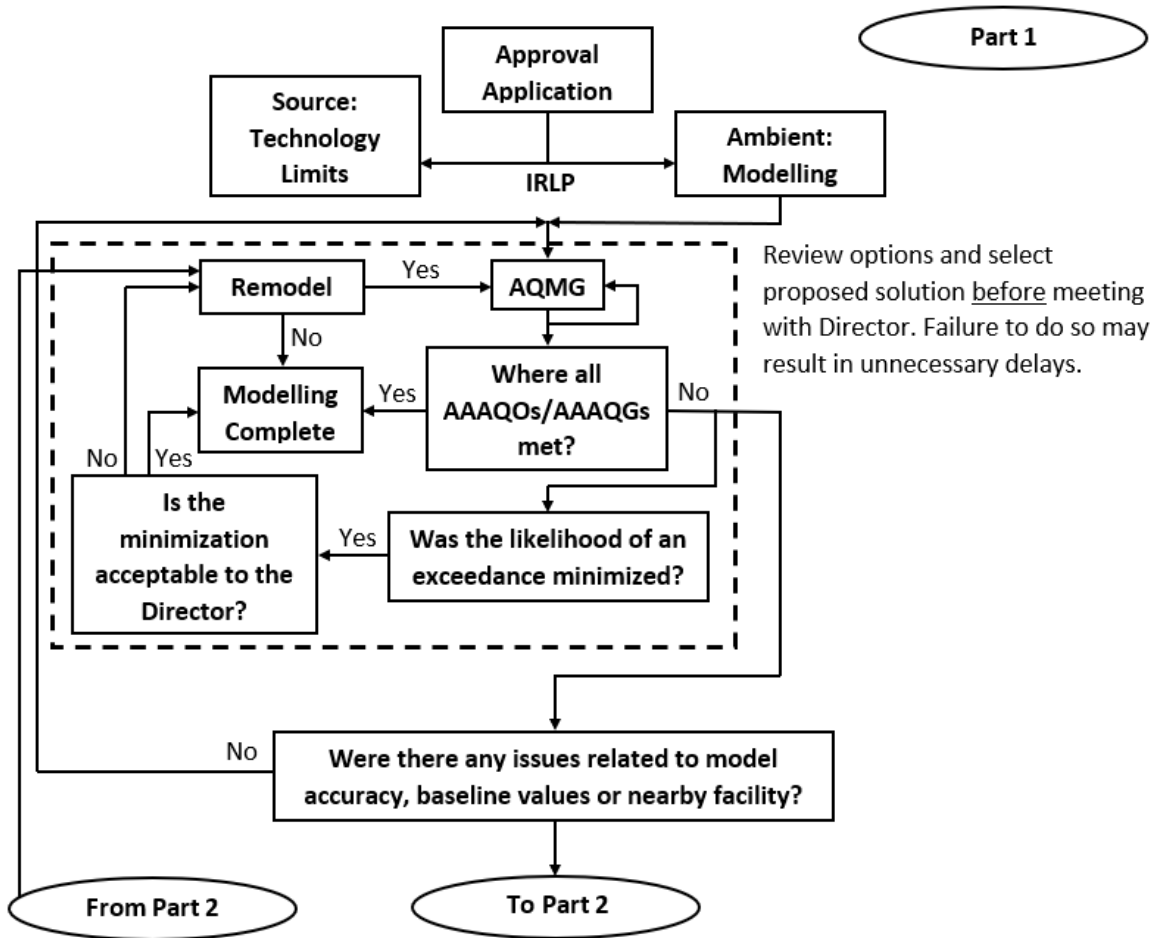 Part 1
Approval
Application
Source:
Technology
Limits
Ambient:
Modelling
IRLP
Review options and select
proposed solution before meeting
with Director. Failure to do so may
result in unnecessary delays.
Remodel
Yes
AQMG
No
Modelling
Complete
Yes
Where all
AAAQOs/AAAQGs
met?
No
No
Yes
Is the
minimization
acceptable to the
Director?
Yes
Was the likelihood of an
exceedance minimized?
No
Were there any issues related to model
accuracy, baseline values or nearby facility?
From Part 2
To Part 2